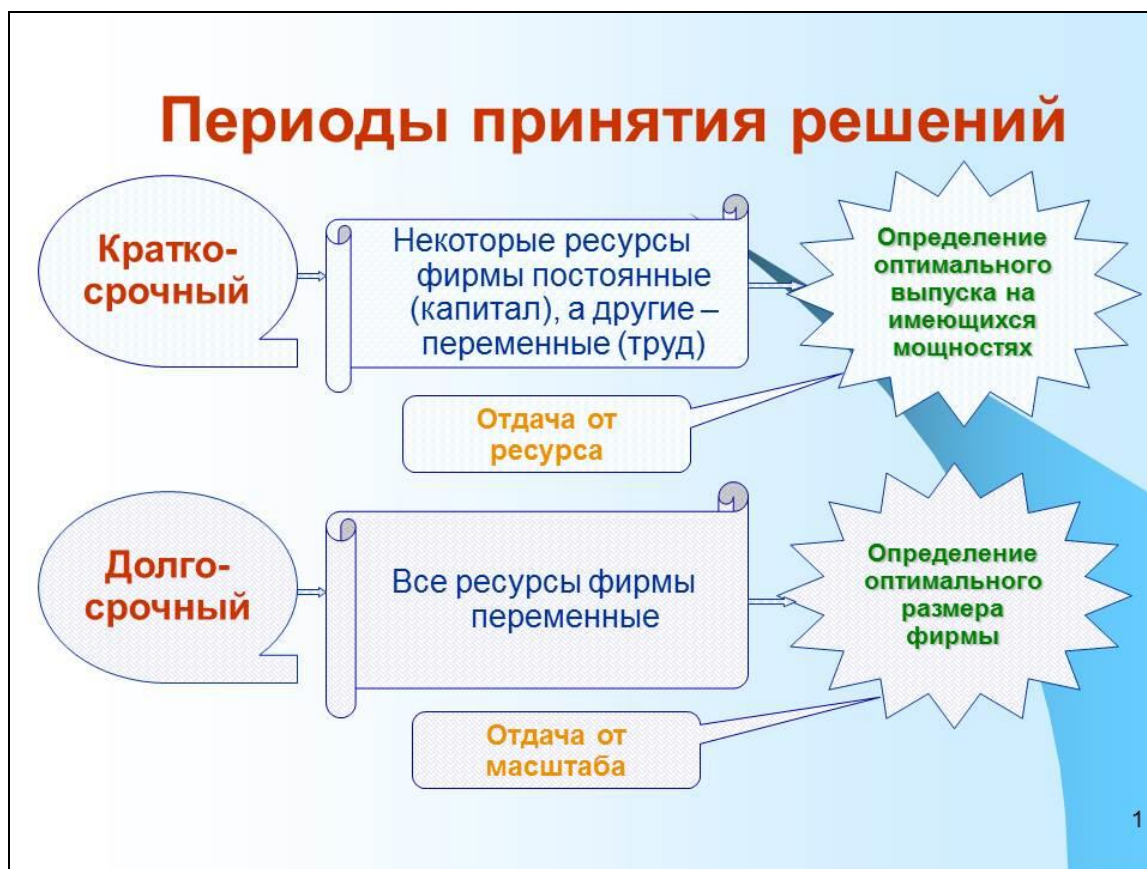 Периоды принятия решений
Кратко-
срочный
Некоторые ресурсы
фирмы постоянные
(капитал), а другие –
переменные (труд)
Определение
оптимального
выпуска на
имеющихся
мощностях
Отдача от
ресурса
Долго-
срочный
Все ресурсы фирмы
переменные
Определение
оптимального
размера
фирмы
Отдача от
масштаба
1